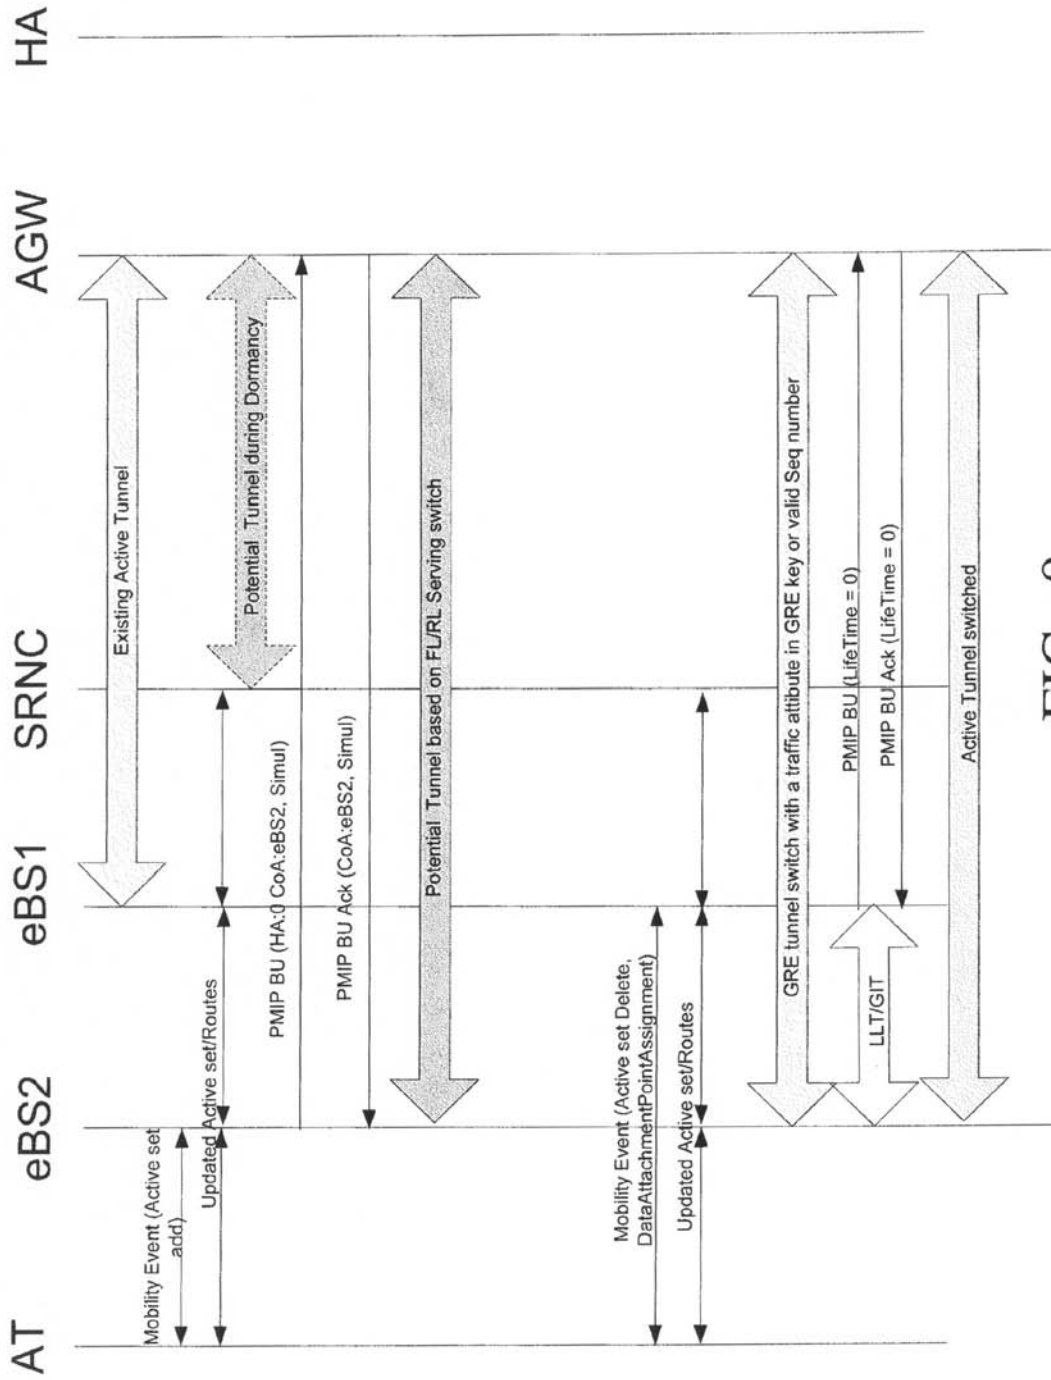 AT
eBS2
eBS1
SRNC
AGW
HA
Existing Active Tunnel
Mobility Event (Active set
add)
Updated Active set/Routes
Potential Tunnel during Dormancy
PMIP BU (HA:0 CoA:eBS2, Simul)
PMIP BU Ack (CoA:eBS2, Simul)
Potential Tunnel based on FL/RL Serving switch
Mobility Event (Active set Delete,
DataAttachmentPointAssignment)
Updated Active set/Routes
GRE tunnel switch with a traffic attibute in GRE key or valid Seq number
PMIP BU (LifeTime = 0)
LLT/GIT
PMIP BU Ack (LifeTime = 0)
Active Tunnel switched